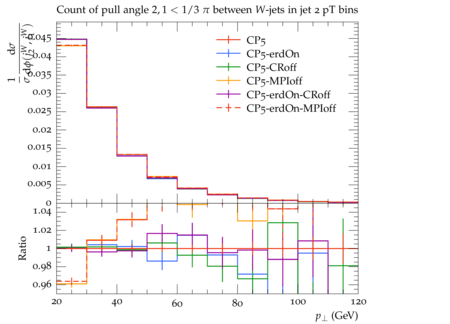 Count of pull angle 2, 1 < 1/3 π between W-jets in jet 2 pT bins
CP5
CP5-erdOn
CP5-CRoff
CP5-MPIoff
CP5-erdOn-CRoff
CP5-erdOn-MPIoff
0.045
0.04
0.035
0.03
0.025
0.02
0.015
0.01
0.005
0
1.04
1.02
1
0.98
0.96
Ratio
20 40 60 80 100 120
p⊥ (GeV)